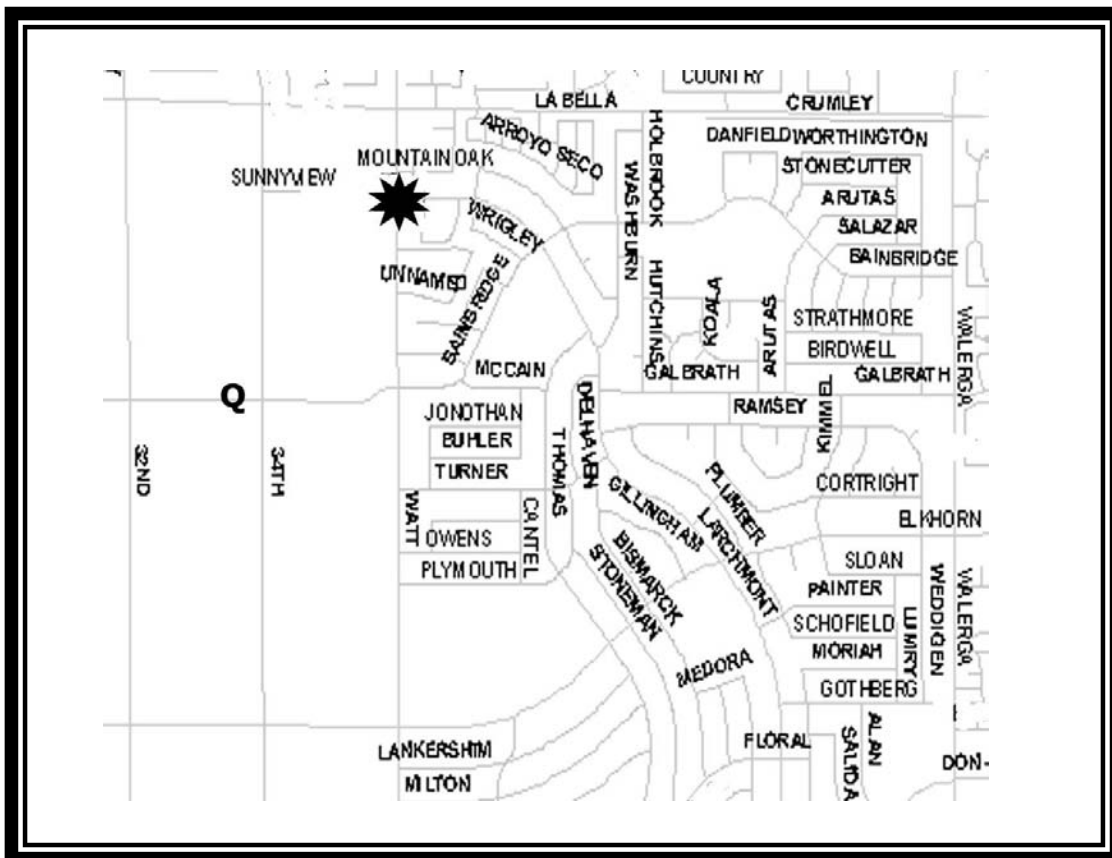 COUNTRY
LA BELLA
CRUMLEY
ARROYO SECO
HOLBROOK
DANFIELD
WORTHINGTON
MOUNTAIN OAK
STONECUTTER
SUNNYVIEW
WASHBURN
ARUTAS
WRIGLEY
SALAZAR
BAINBRIDGE
UNNAMED
BAINBRIDGE
HUTCHINS
KOALA
ARUTAS
STRATHMORE
WALERGA
BIRDWELL
MCCAIN
GALBRATH
GALBRATH
Q
DELHAVEN
RAMSEY
KIMMEL
JONOTHAN
BUHLER
THOMAS
32ND
34TH
TURNER
PLUMBER
CORTRIGHT
GILLINGHAM
WATT
CANTEL
LARCHMONT
ELKHORN
OWENS
BISMARCK
SLOAN
PLYMOUTH
STONEMAN
PAINTER
WEDDIGEN
WALERGA
SCHOFIELD
LUMRY
MORIAH
MEDORA
GOTHBERG
LANKERSHIM
FLORAL
SALIDA
ALAN
DON-
MILTON